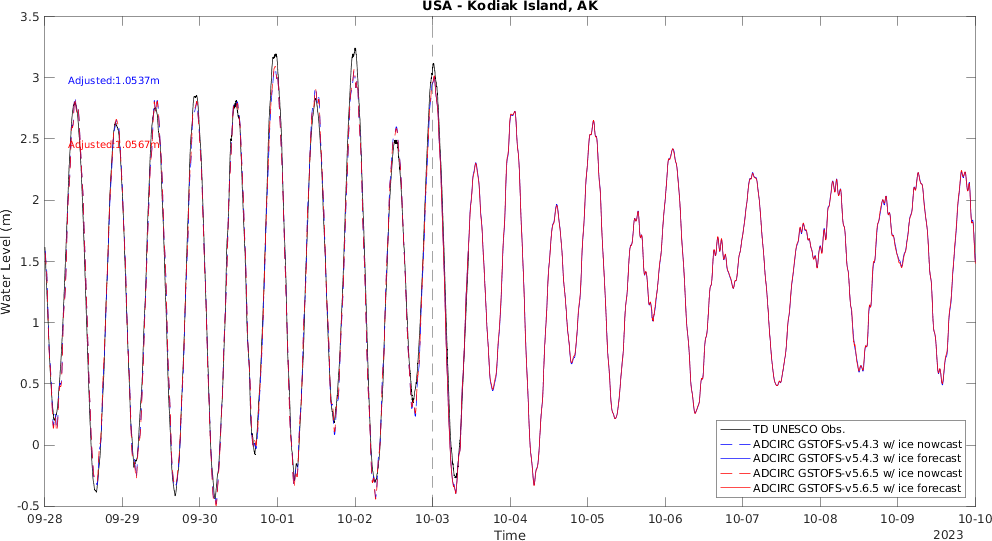 USA - Kodiak Island, AK
3.5
3
2.5
2
1.5
1
0.5
0
-0.5
Water Level (m)
Adjusted:1.0537m
Adjusted:1.0567m
TD UNESCO Obs.
ADCIRC GSTOFS-v5.4.3 w/ ice nowcast
ADCIRC GSTOFS-v5.4.3 w/ ice forecast
ADCIRC GSTOFS-v5.6.5 w/ ice nowcast
ADCIRC GSTOFS-v5.6.5 w/ ice forecast
09-28 09-29 09-30 10-01 10-02 10-03 10-04 10-05 10-06 10-07 10-08 10-09 10-10
Time
2023